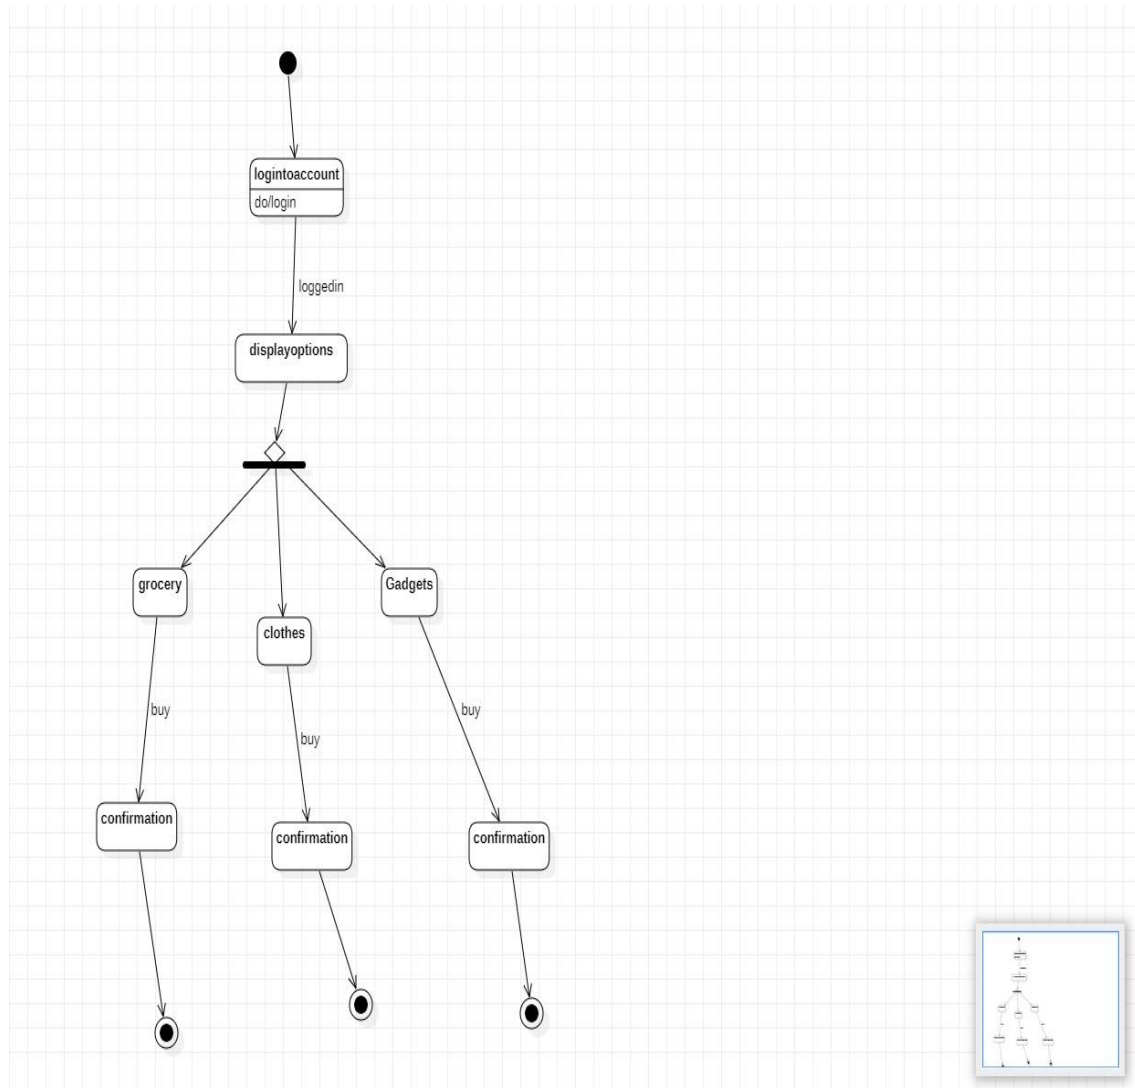 logintoaccount
do/login
loggedin
displayoptions
grocery
Gadgets
clothes
buy
buy
buy
confirmation
confirmation
confirmation